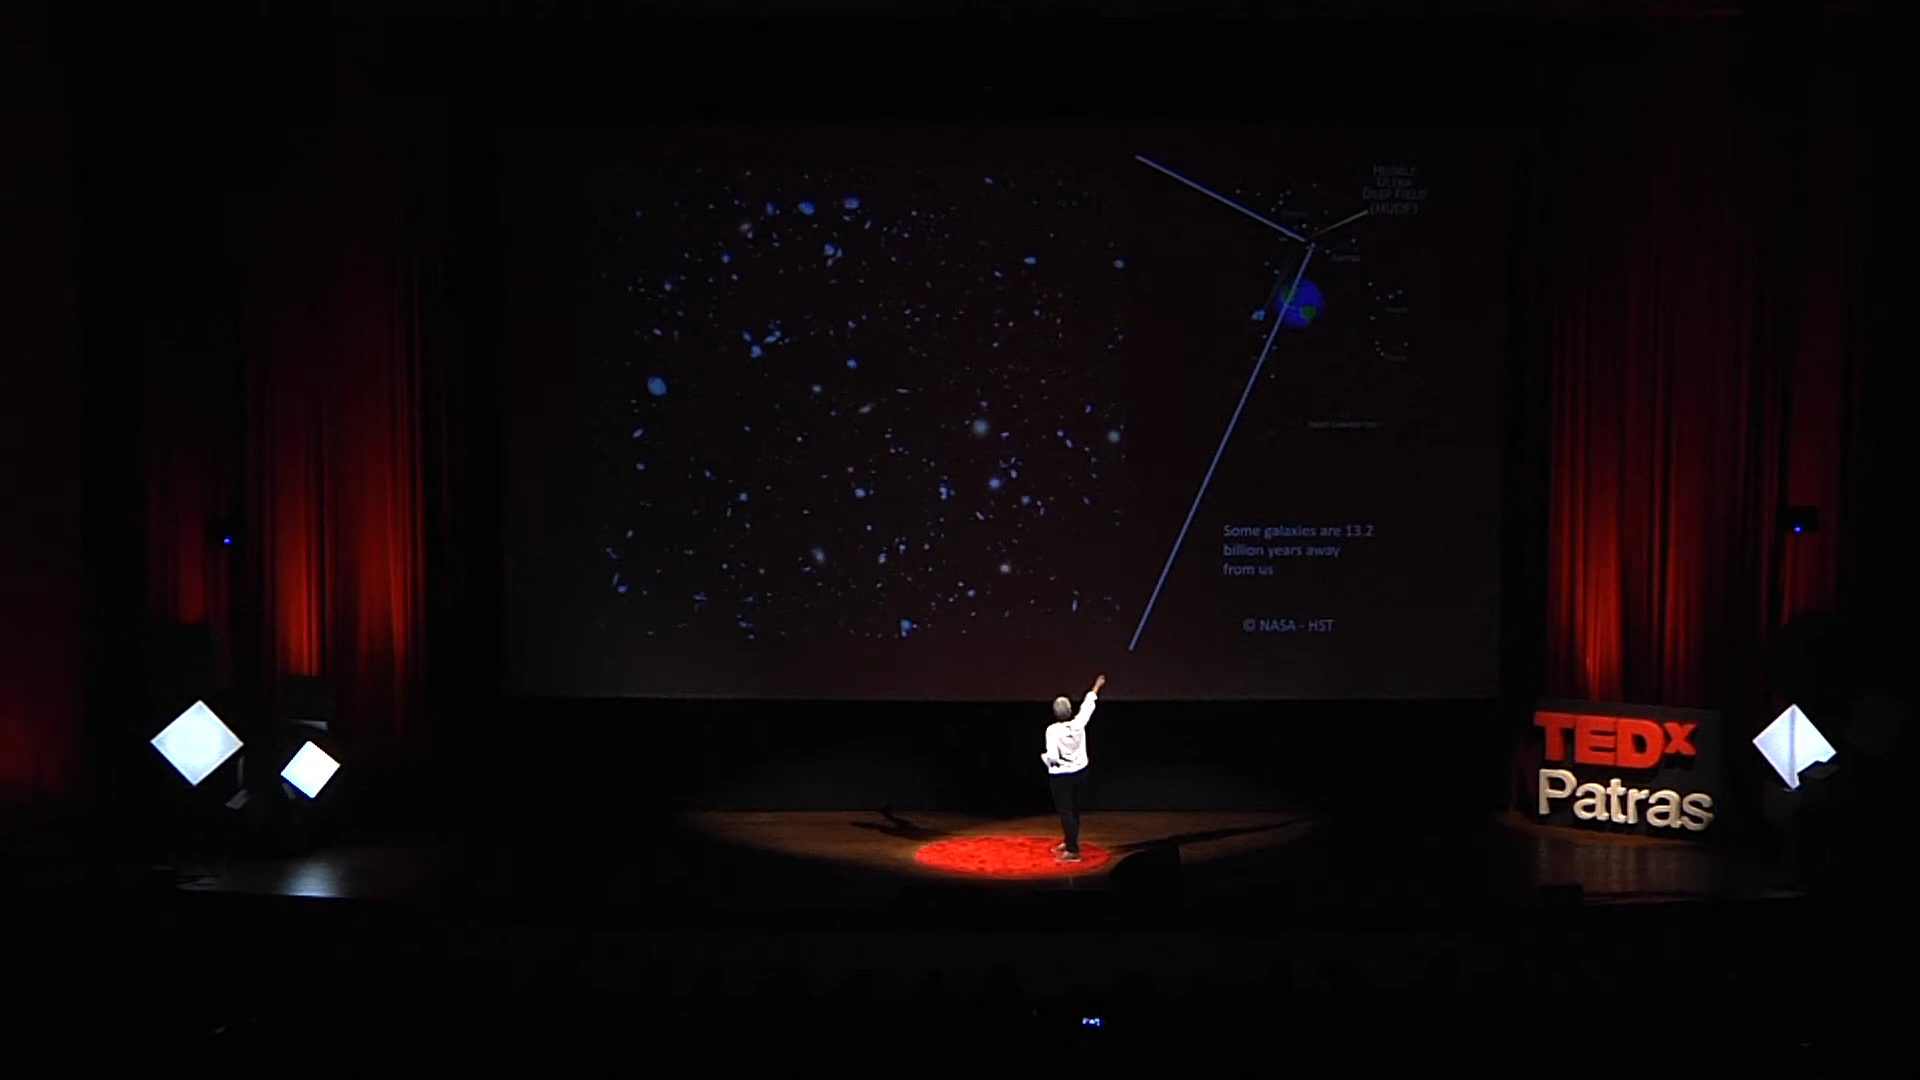 HUBBLE
ULTRA
DEEP FIELD
(HUDF)
Some galaxies are 13.2
billion years away
from us
© NASA - HST
TEDx
Patras